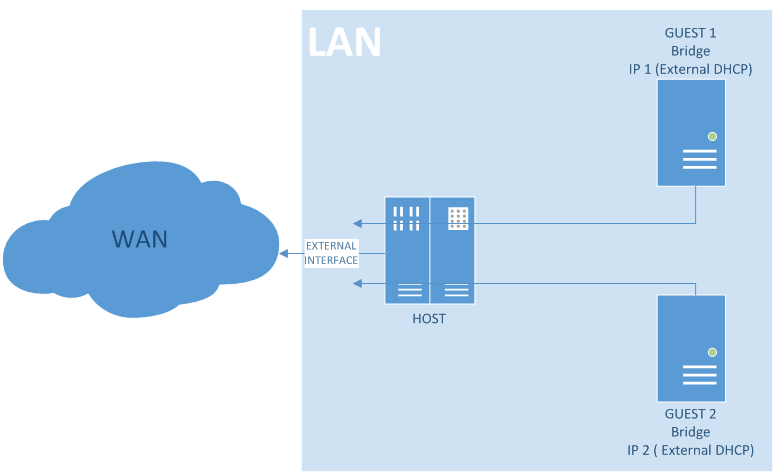 LAN
GUEST 1
Bridge
IP 1 (External DHCP)
WAN
EXTERNAL
INTERFACE
HOST
GUEST 2
Bridge
IP 2 ( External DHCP)